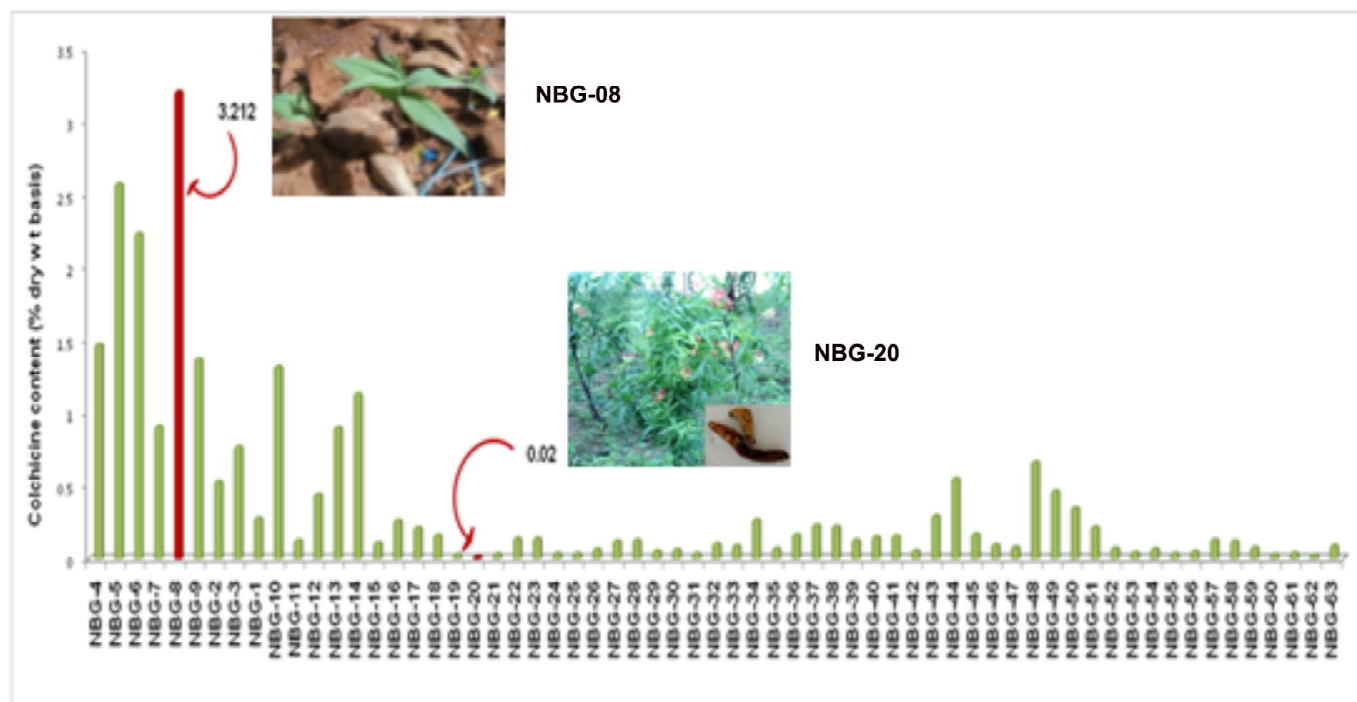 Colchicine content (% dry w t basis)
3.5
3
2.5
2
1.5
1
0.5
0
3.212
NBG-08
0.02
NBG-20
NBG-4
NBG-5
NBG-6
NBG-7
NBG-8
NBG-9
NBG-2
NBG-3
NBG-1
NBG-10
NBG-11
NBG-12
NBG-13
NBG-14
NBG-15
NBG-16
NBG-17
NBG-18
NBG-19
NBG-20
NBG-21
NBG-22
NBG-23
NBG-24
NBG-25
NBG-26
NBG-27
NBG-28
NBG-29
NBG-30
NBG-31
NBG-32
NBG-33
NBG-34
NBG-35
NBG-36
NBG-37
NBG-38
NBG-39
NBG-40
NBG-41
NBG-42
NBG-43
NBG-44
NBG-45
NBG-46
NBG-47
NBG-48
NBG-49
NBG-50
NBG-51
NBG-52
NBG-53
NBG-54
NBG-55
NBG-56
NBG-57
NBG-58
NBG-59
NBG-60
NBG-61
NBG-62
NBG-63